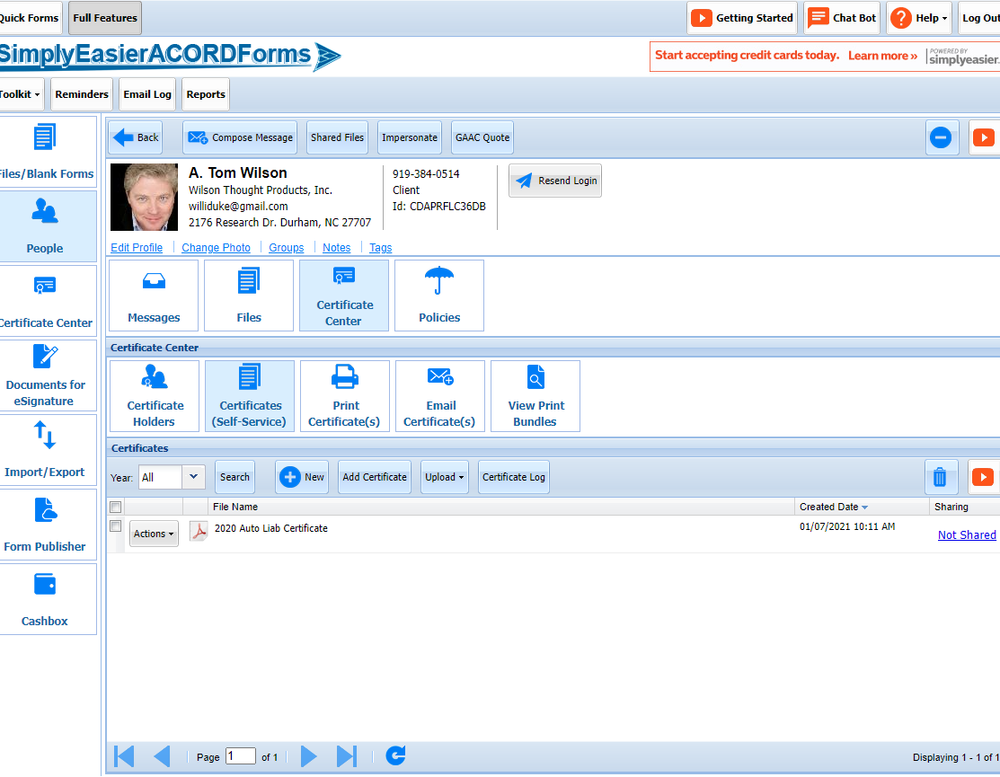 Quick Forms
Full Features
Getting Started
Chat Bot
Help
Log Out
SimplyEasierACORDForms
Start accepting credit cards today. Learn more »
POWERED BY
simplyeasier.
Toolkit
Reminders
Email Log
Reports
Files/Blank Forms
People
Certificate Center
Documents for
eSignature
Import/Export
Form Publisher
Cashbox
Back
Compose Message
Shared Files
Impersonate
GAAC Quote
A. Tom Wilson
Wilson Thought Products, Inc.
williduke@gmail.com
2176 Research Dr. Durham, NC 27707
919-384-0514
Client
Id: CDAPRFLC36DB
Resend Login
Edit Profile
Change Photo
Groups
Notes
Tags
Messages
Files
Certificate
Center
Policies
Certificate Center
Certificate
Holders
Certificates
(Self-Service)
Print
Certificate(s)
Email
Certificate(s)
View Print
Bundles
Certificates
Year:
All
Search
New
Add Certificate
Upload
Certificate Log
File Name
Created Date
Sharing
Actions
2020 Auto Liab Certificate
01/07/2021 10:11 AM
Not Shared
Page 1 of 1
Displaying 1 - 1 of 1